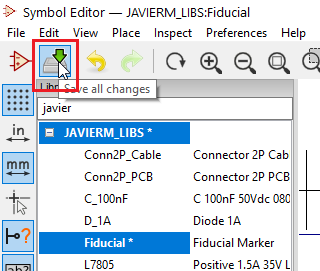 Symbol Editor — JAVIERM_LIBS:Fiducial
File Edit View Place Inspect Preferences
Save all changes
javier
JAVIERM_LIBS *
Conn2P_Cable Connector 2P Cab
Conn2P_PCB Connector 2P PCB
C_100nF C 100nF 50Vdc 080
D_1A Diode 1A
Fiducial * Fiducial Marker
L7805 Positive 1.5A 35V L
in
mm